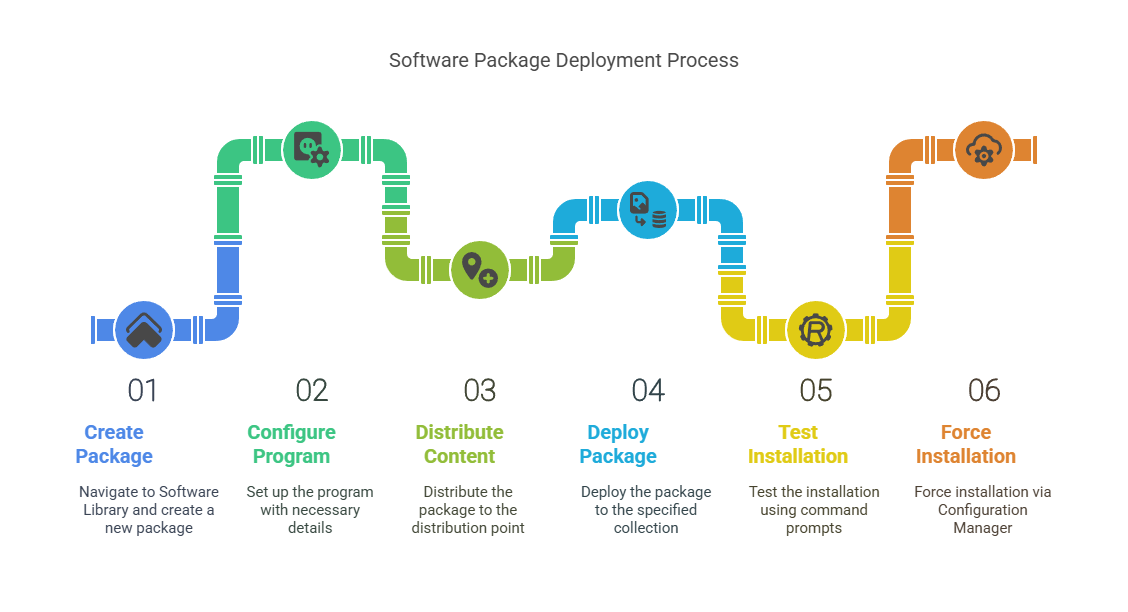 Software Package Deployment Process
01
Create
Package
Navigate to Software
Library and create a
new package
02
Configure
Program
Set up the program
with necessary
details
03
Distribute
Content
Distribute the
package to the
distribution point
04
Deploy
Package
Deploy the package
to the specified
collection
05
Test
Installation
Test the installation
using command
prompts
06
Force
Installation
Force installation via
Configuration
Manager